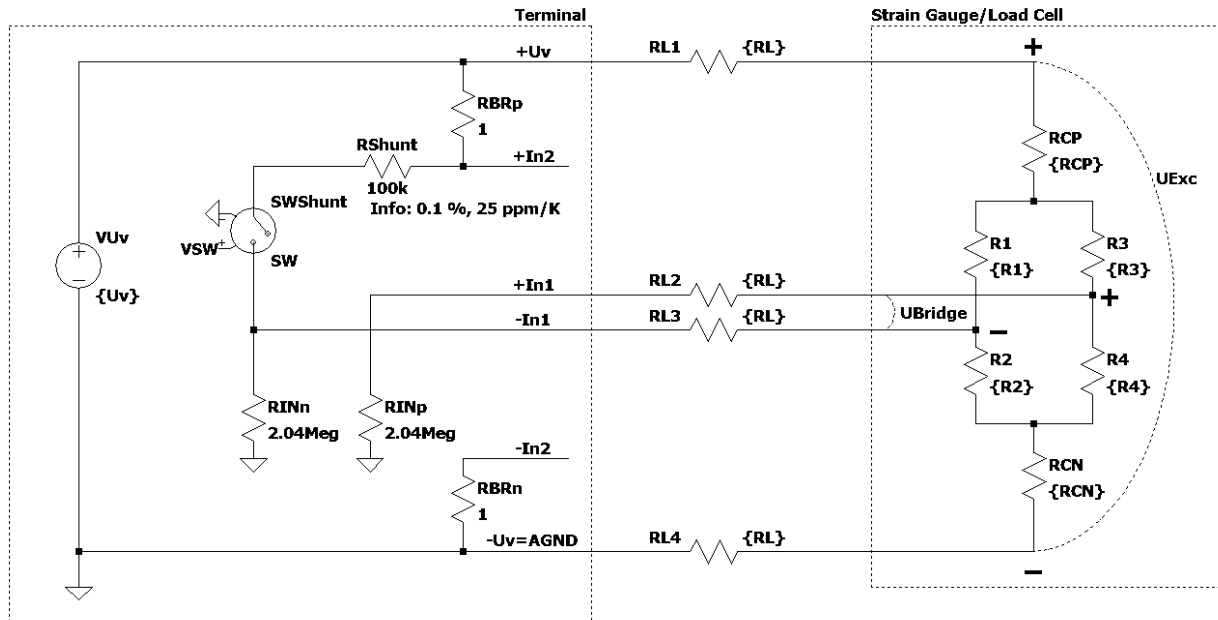 Terminal
Strain Gauge/Load Cell
+Uv
RL1
{RL}
+
RBRp
1
RShunt
+In2
100k
Info: 0.1 %, 25 ppm/K
RCP
{RCP}
UExc
SWShunt
VSW
+
SW
VUv
+
−
{Uv}
R1
{R1}
R3
{R3}
+In1
RL2
{RL}
+
-In1
RL3
{RL}
UBridge
−
R2
{R2}
R4
{R4}
RINn
2.04Meg
RINp
2.04Meg
-In2
RBRn
1
RCN
{RCN}
-Uv=AGND
RL4
{RL}
−